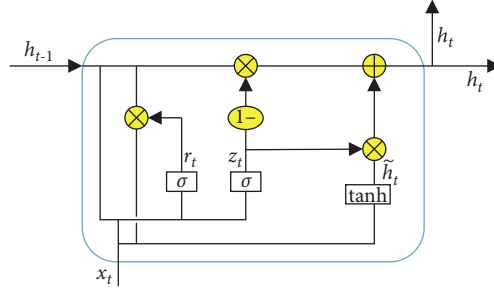 h_t
h_{t-1}
h_t
1–
r_t
z_t
σ
σ
h̃_t
tanh
x_t